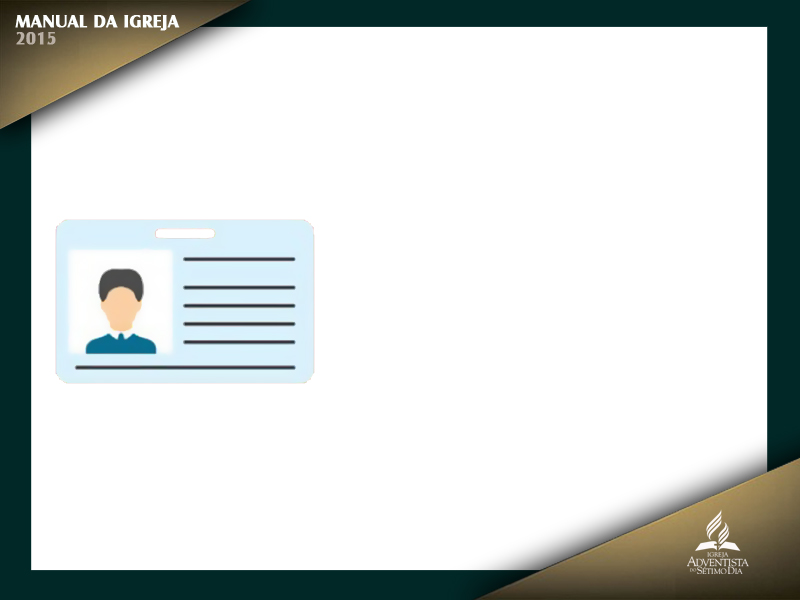 MANUAL DA IGREJA
2015
IGREJA
ADVENTISTA
DO SÉTIMO DIA